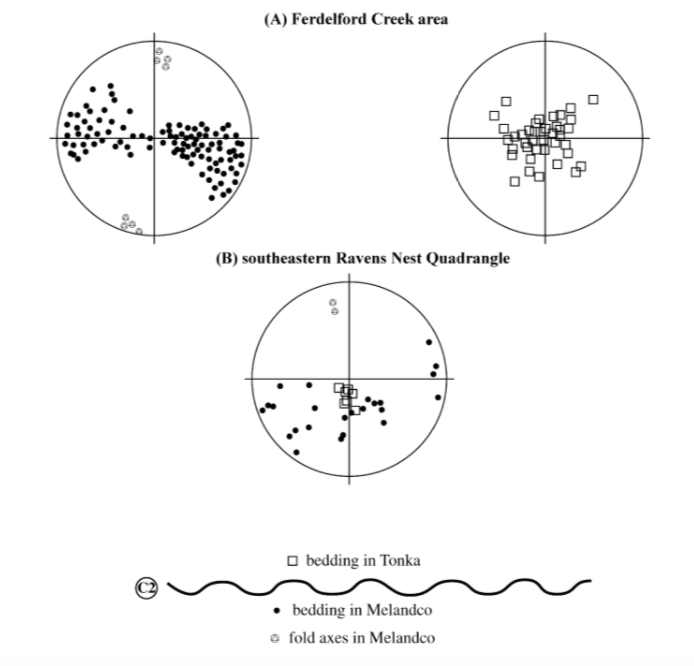 (A) Ferdelford Creek area
(B) southeastern Ravens Nest Quadrangle
bedding in Tonka
C2
bedding in Melandco
fold axes in Melandco